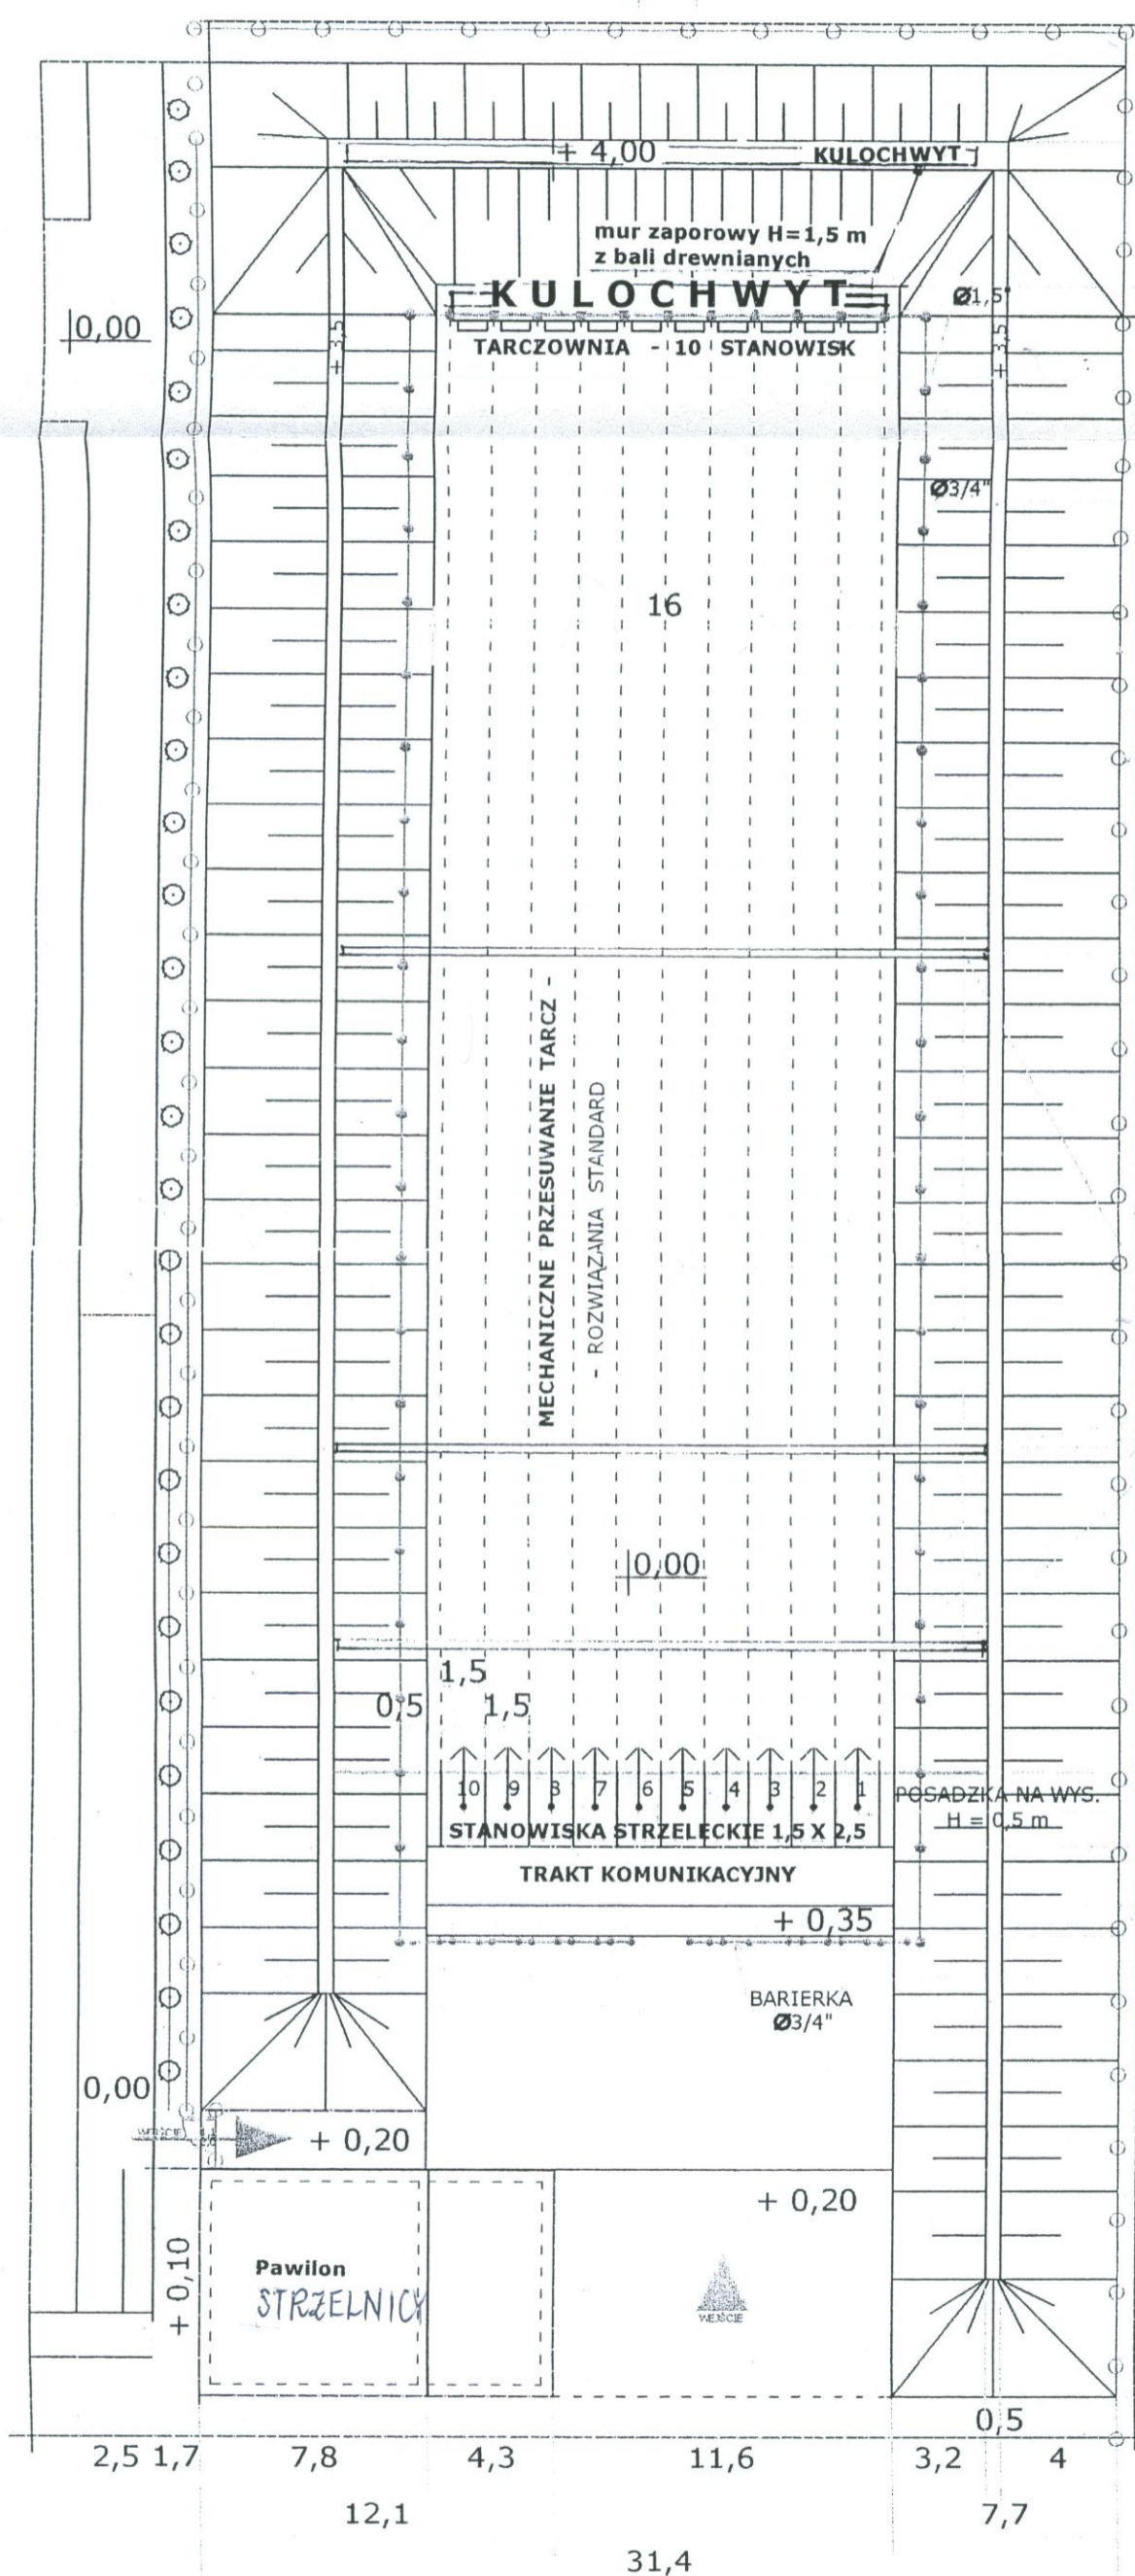 + 4,00
KULOCHWYT
mur zaporowy H=1,5 m
z bali drewnianych
KULOCHWYT
Ø1,5"
0,00
+ 3,5
+ 3,5
TARCZOWNIA - 10 STANOWISK
Ø3/4"
16
MECHANICZNE PRZESUWANIE TARCZ -
- ROZWIĄZANIA STANDARD
0,00
1,5
0,5 1,5
10 9 8 7 6 5 4 3 2 1
POSADZKA NA WYS.
H = 0,5 m
STANOWISKA STRZELECKIE 1,5 X 2,5
TRAKT KOMUNIKACYJNY
+ 0,35
BARIERKA
Ø3/4"
0,00
WEJŚCIE
+ 0,20
+ 0,20
+ 0,10
Pawilon
STRZELNICY
WEJŚCIE
0,5
2,5 1,7 7,8 4,3 11,6 3,2 4
12,1 7,7
31,4